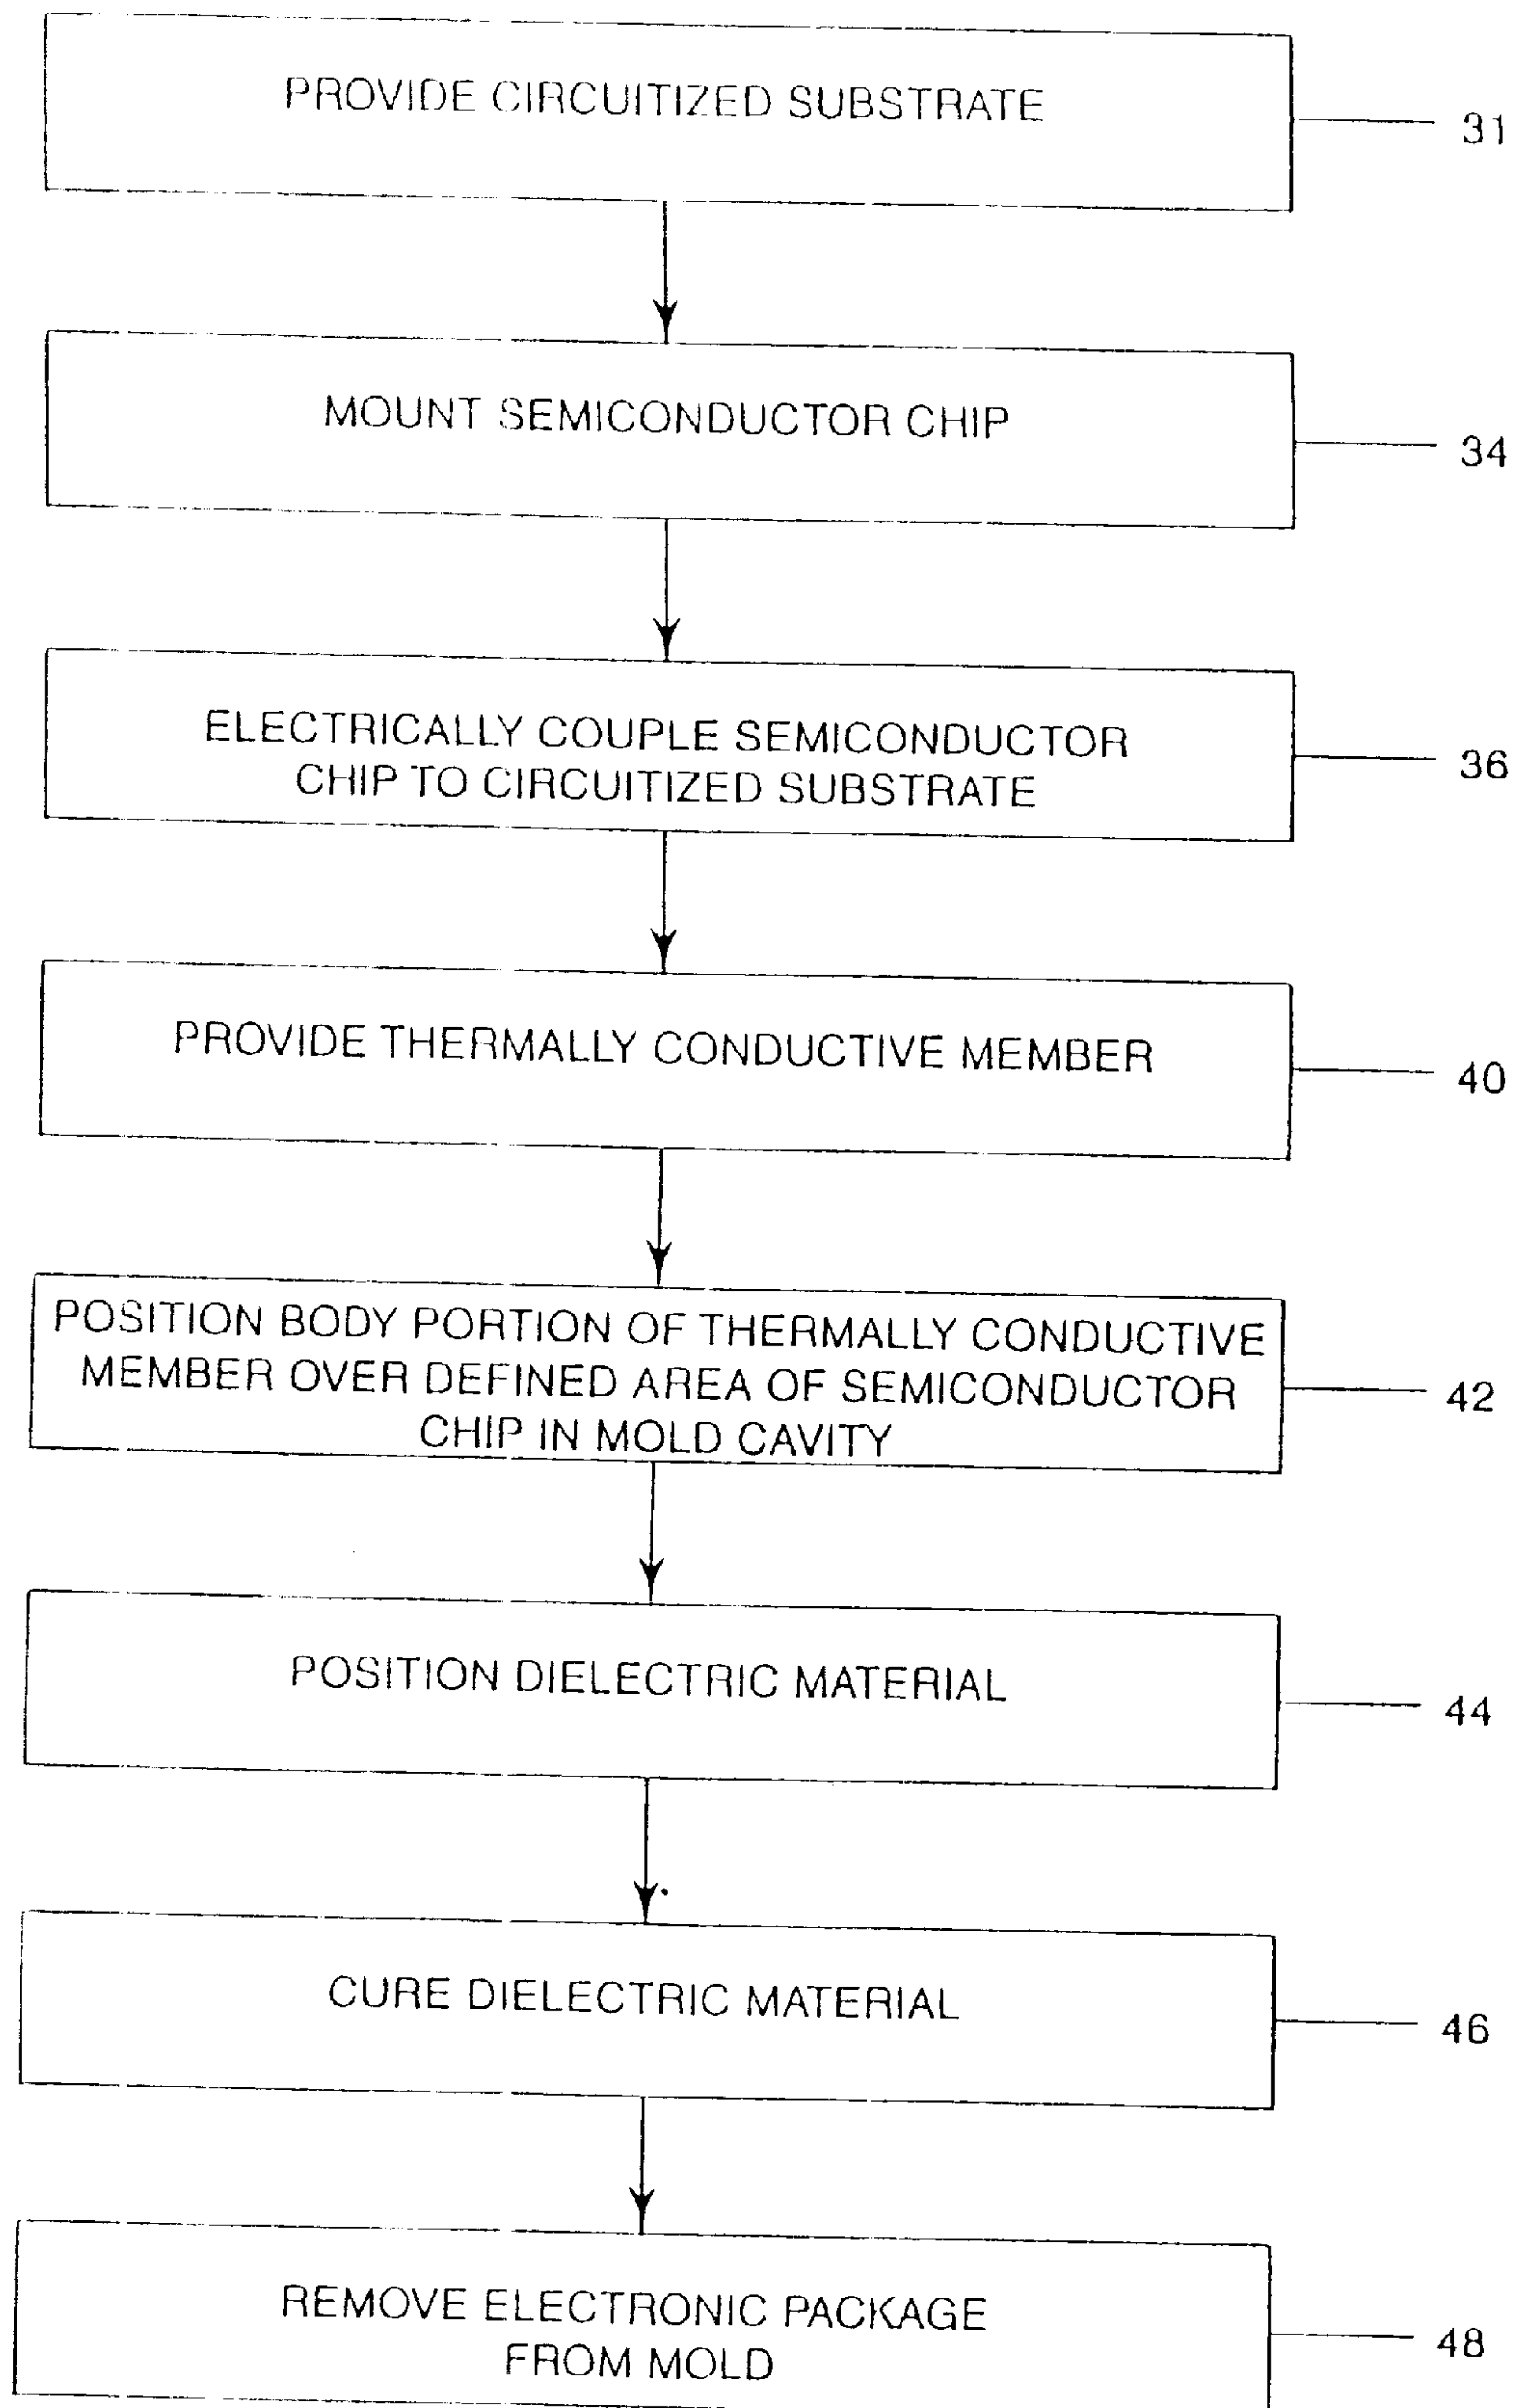 PROVIDE CIRCUITIZED SUBSTRATE
31
MOUNT SEMICONDUCTOR CHIP
34
ELECTRICALLY COUPLE SEMICONDUCTOR
CHIP TO CIRCUITIZED SUBSTRATE
36
PROVIDE THERMALLY CONDUCTIVE MEMBER
40
POSITION BODY PORTION OF THERMALLY CONDUCTIVE
MEMBER OVER DEFINED AREA OF SEMICONDUCTOR
CHIP IN MOLD CAVITY
42
POSITION DIELECTRIC MATERIAL
44
CURE DIELECTRIC MATERIAL
46
REMOVE ELECTRONIC PACKAGE
FROM MOLD
48